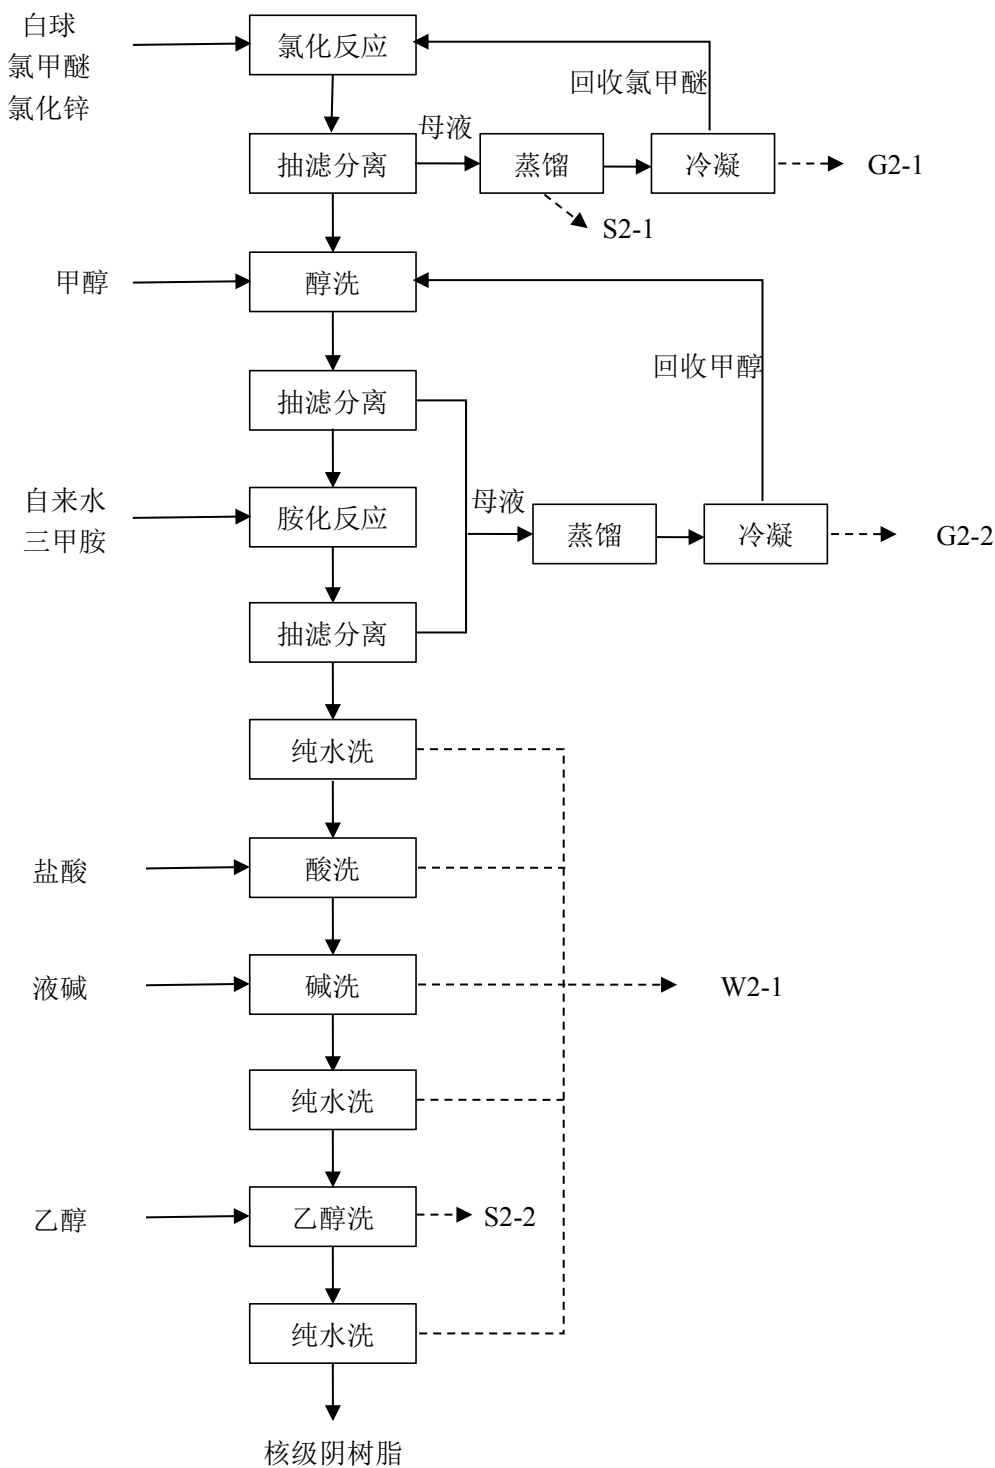 白球
氯甲醚
氯化锌
氯化反应
回收氯甲醚
抽滤分离
母液
蒸馏
冷凝
G2-1
S2-1
甲醇
醇洗
回收甲醇
抽滤分离
自来水
三甲胺
胺化反应
母液
蒸馏
冷凝
G2-2
抽滤分离
纯水洗
盐酸
酸洗
液碱
碱洗
W2-1
纯水洗
乙醇
乙醇洗
S2-2
纯水洗
核级阴树脂